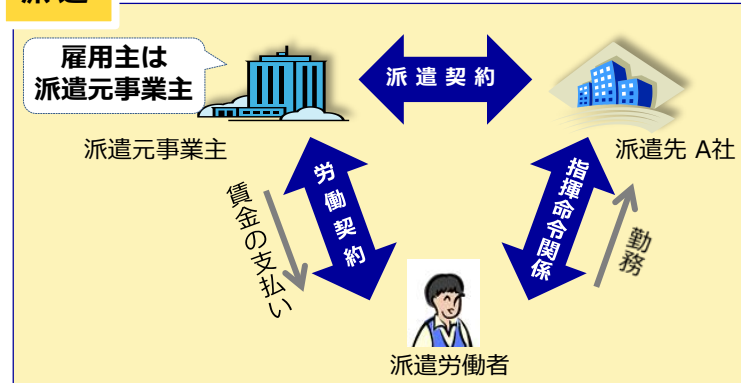 派遣
雇用主は
派遣元事業主
派遣契約
派遣元事業主
派遣先 A社
労働契約
賃金の支払い
指揮命令関係
勤務
派遣労働者